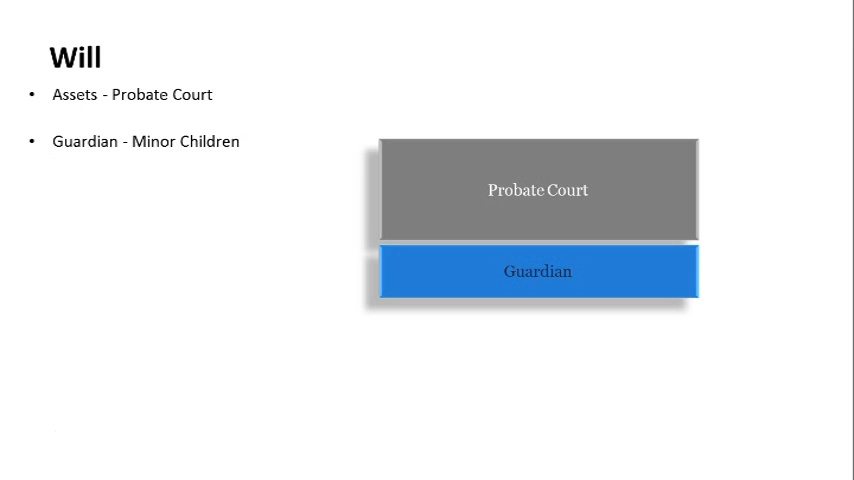 Will
• Assets - Probate Court
• Guardian - Minor Children
Probate Court
Guardian